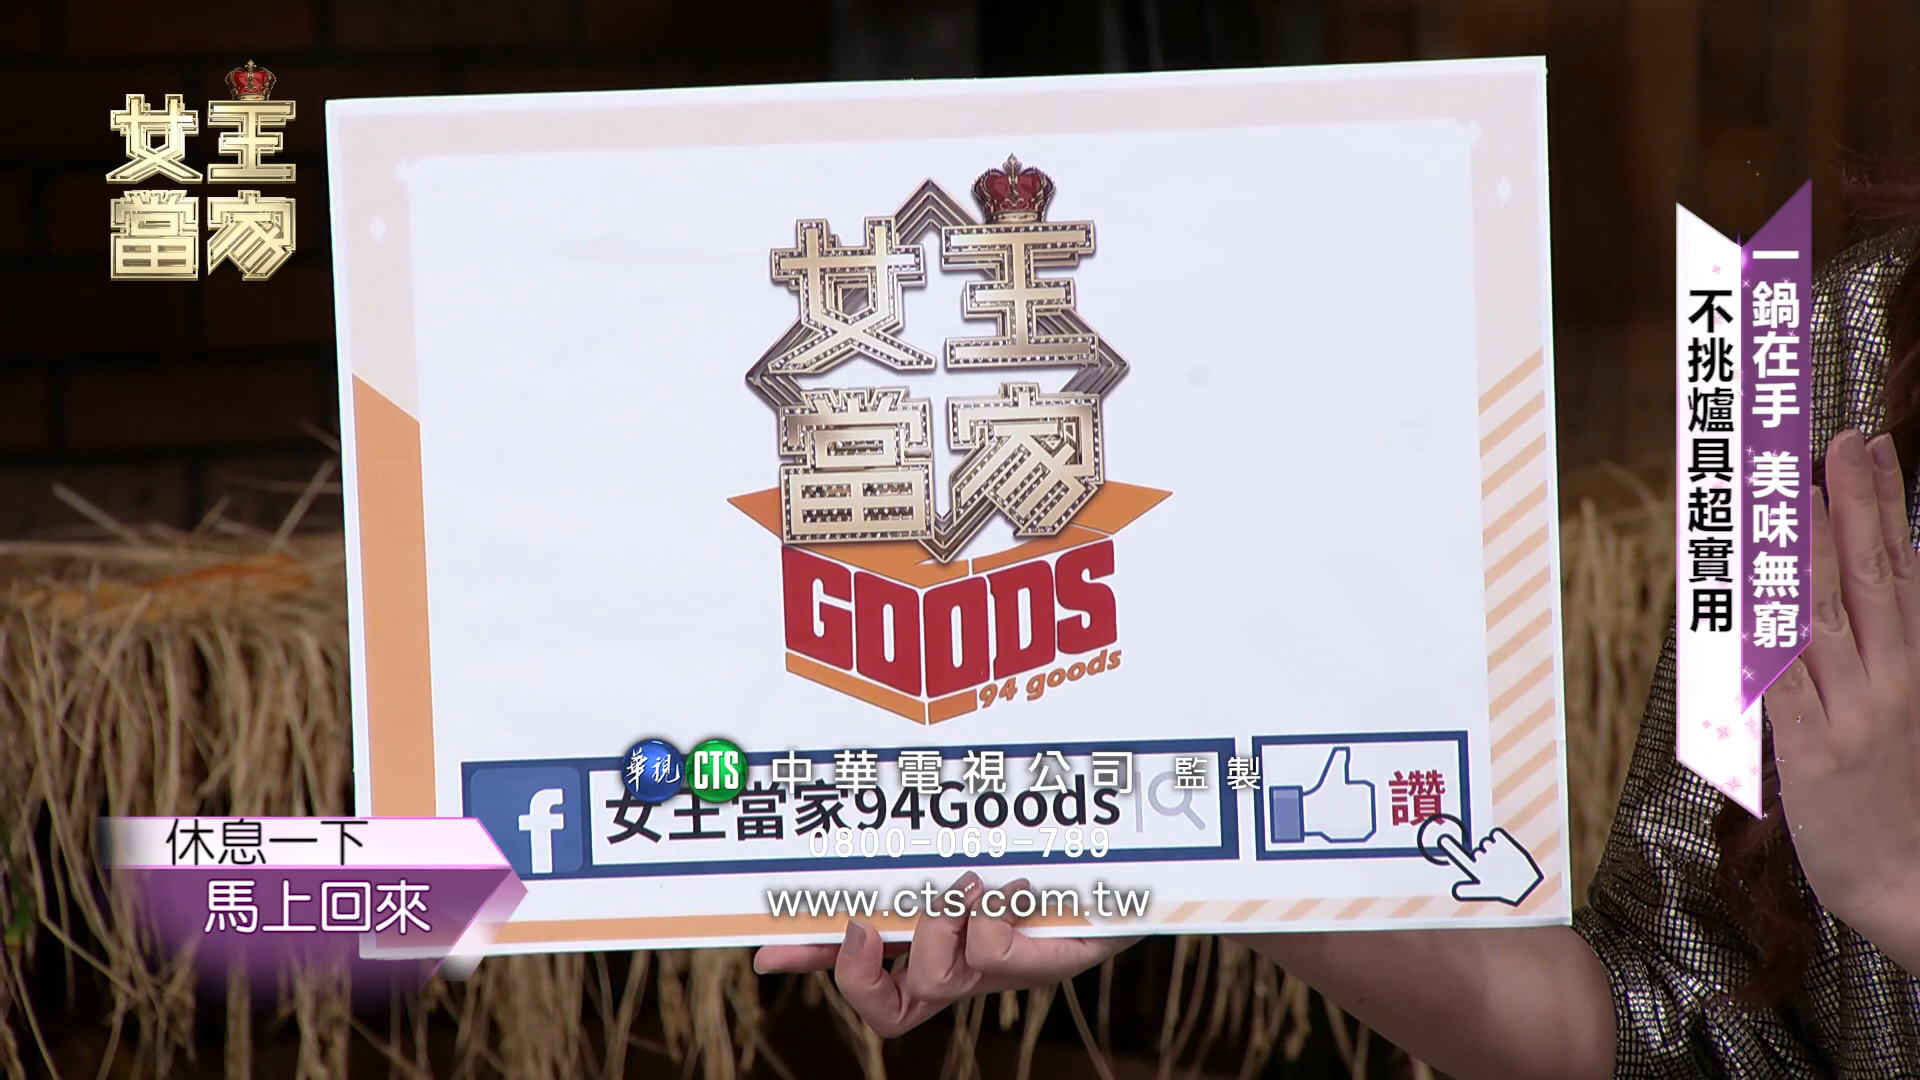 女王
當家
女王
當家
GOODS
94 goods
女王當家94Goods
讚
華視 CTS 中華電視公司 監製
0800-069-789
www.cts.com.tw
一鍋在手 美味無窮
不挑爐具超實用
休息一下
馬上回來